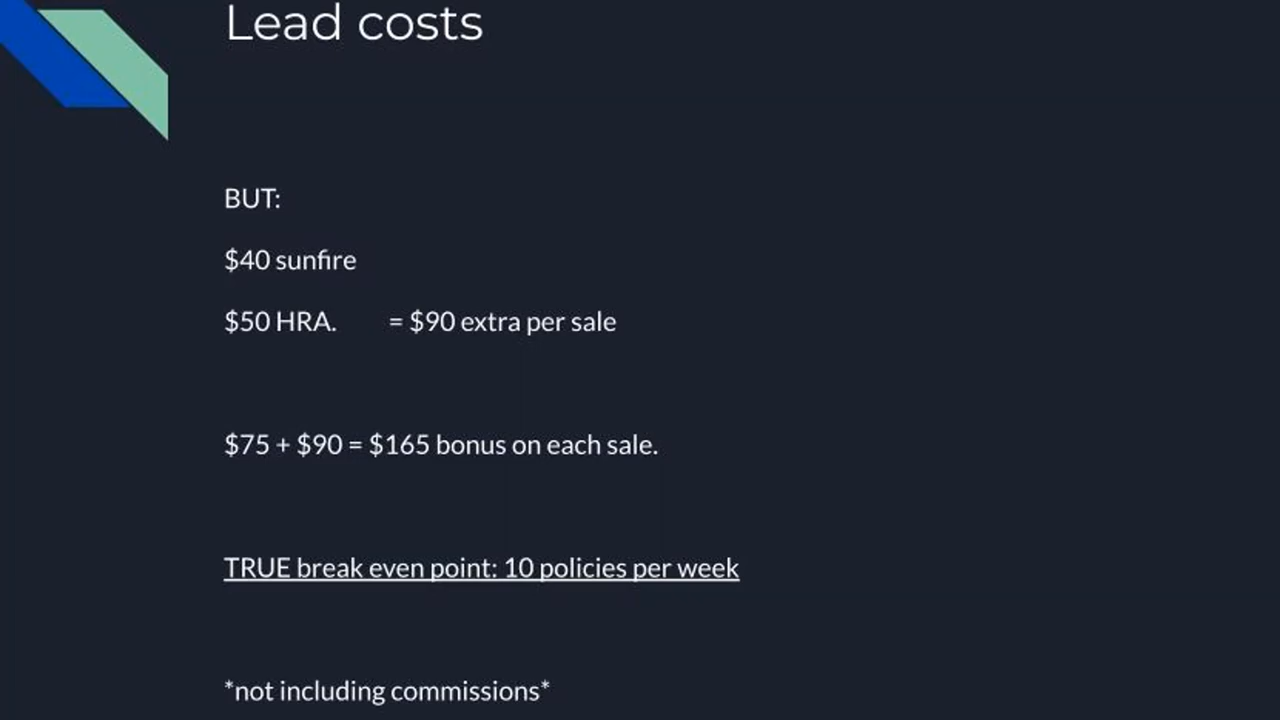 Lead costs
BUT:
$40 sunfire
$50 HRA. = $90 extra per sale
$75 + $90 = $165 bonus on each sale.
TRUE break even point: 10 policies per week
*not including commissions*